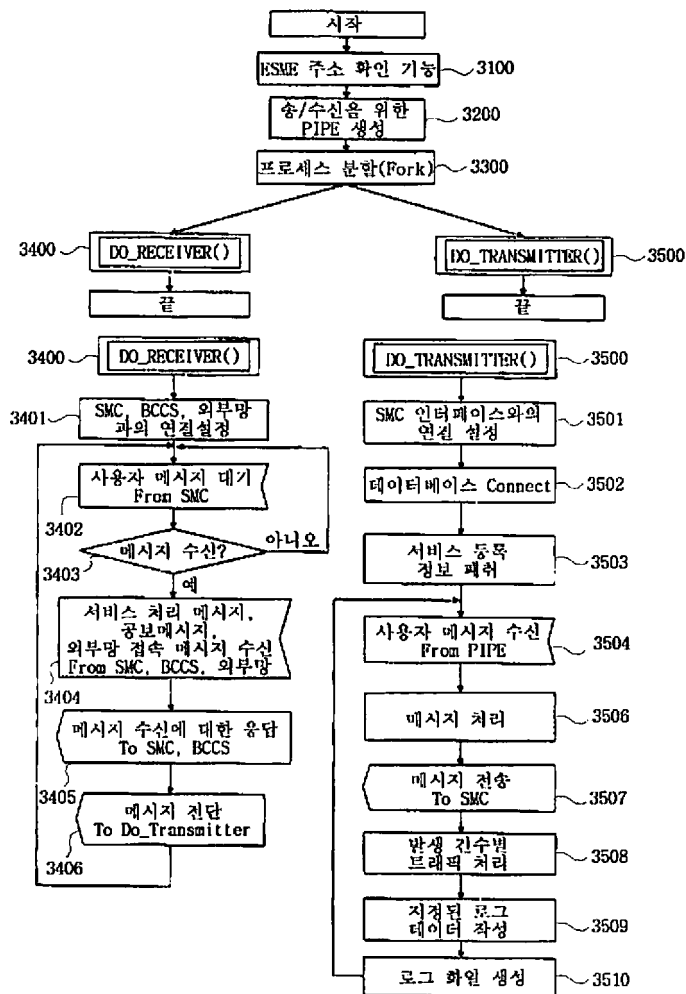 시작
ESME 주소 확인 기능
3100
송/수신을 위한
PIPE 생성
3200
프로세스 분할(Fork)
3300
3400
DO_RECEIVER()
DO_TRANSMITTER()
3500
끝
끝
3400
DO_RECEIVER()
3401
SMC, BCCS, 외부망
과의 연결설정
사용자 메시지 대기
From SMC
3402
메시지 수신?
아니오
3403
예
서비스 처리 메시지,
공보메시지,
외부망 접속 메시지 수신
From SMC, BCCS, 외부망
3404
메시지 수신에 대한 응답
To SMC, BCCS
3405
메시지 전단
To Do_Transmitter
3406
DO_TRANSMITTER()
3500
SMC 인터페이스와의
연결 설정
3501
데이터베이스 Connect
3502
서비스 등록
정보 패취
3503
사용자 메시지 수신
From PIPE
3504
메시지 처리
3506
메시지 전송
To SMC
3507
발생 건수별
트래픽 처리
3508
지정된 로그
데이터 작성
3509
로그 화일 생성
3510